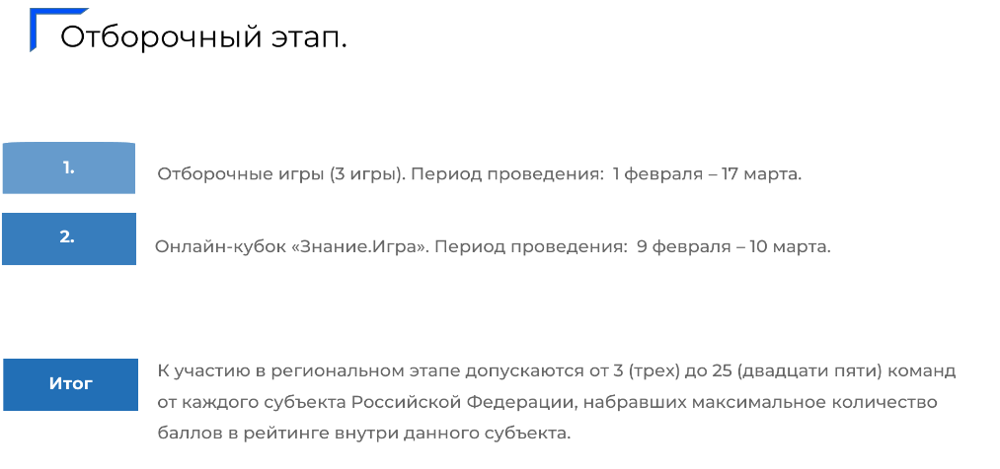 Отборочный этап.
1.
Отборочные игры (3 игры). Период проведения: 1 февраля – 17 марта.
2.
Онлайн-кубок «Знание.Игра». Период проведения: 9 февраля – 10 марта.
Итог
К участию в региональном этапе допускаются от 3 (трех) до 25 (двадцати пяти) команд
от каждого субъекта Российской Федерации, набравших максимальное количество
баллов в рейтинге внутри данного субъекта.